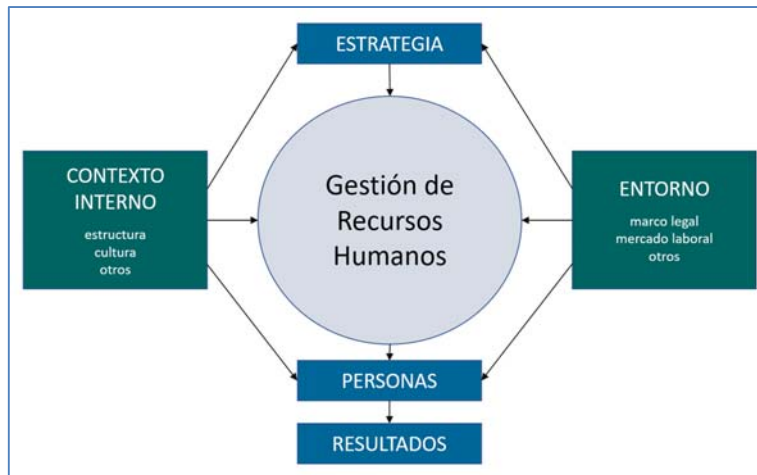 ESTRATEGIA
CONTEXTO
INTERNO
estructura
cultura
otros
Gestión de
Recursos
Humanos
ENTORNO
marco legal
mercado laboral
otros
PERSONAS
RESULTADOS